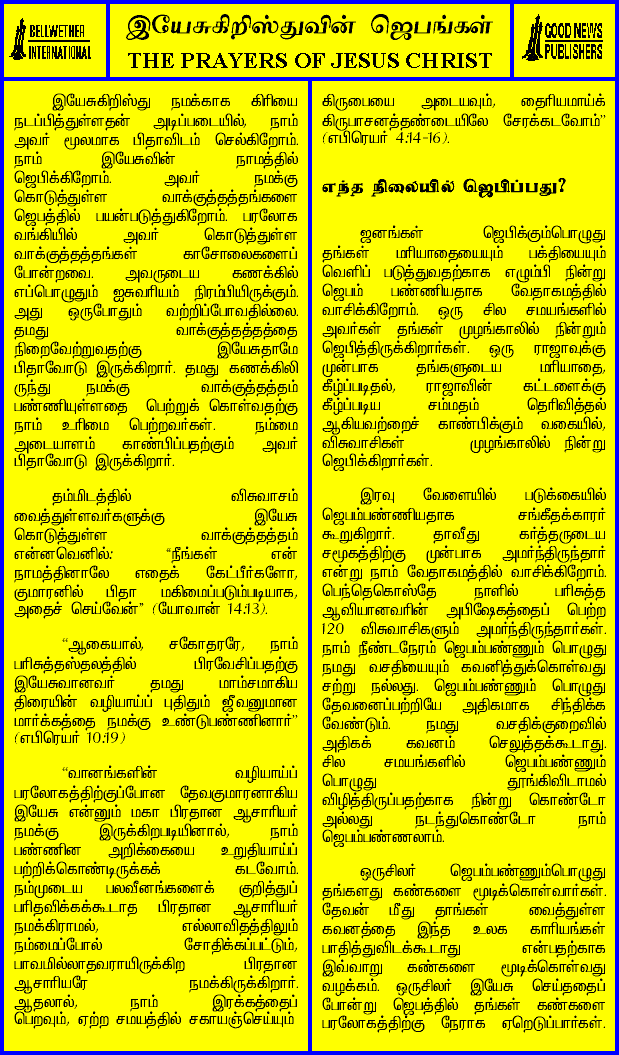 BELLWETHER
INTERNATIONAL
இயேசுகிறிஸ்துவின் ஜெபங்கள்
THE PRAYERS OF JESUS CHRIST
GOOD NEWS
PUBLISHERS
இயேசுகிறிஸ்து நமக்காக கிரியை
நடப்பித்துள்ளதன் அடிப்படையில், நாம்
அவர் மூலமாக பிதாவிடம் செல்கிறோம்.
நாம் இயேசுவின் நாமத்தில்
ஜெபிக்கிறோம். அவர் நமக்கு
கொடுத்துள்ள வாக்குத்தத்தங்களை
ஜெபத்தில் பயன்படுத்துகிறோம். பரலோக
வங்கியில் அவர் கொடுத்துள்ள
வாக்குத்தத்தங்கள் காசோலைகளைப்
போன்றவை. அவருடைய கணக்கில்
எப்பொழுதும் ஐசுவரியம் நிரம்பியிருக்கும்.
அது ஒருபோதும் வற்றிப்போவதில்லை.
தமது வாக்குத்தத்தத்தை
நிறைவேற்றுவதற்கு இயேசுதாமே
பிதாவோடு இருக்கிறார். தமது கணக்கிலி
ருந்து நமக்கு வாக்குத்தத்தம்
பண்ணியுள்ளதை பெற்றுக் கொள்வதற்கு
நாம் உரிமை பெற்றவர்கள். நம்மை
அடையாளம் காண்பிப்பதற்கும் அவர்
பிதாவோடு இருக்கிறார்.
தம்மிடத்தில் விசுவாசம்
வைத்துள்ளவர்களுக்கு இயேசு
கொடுத்துள்ள வாக்குத்தத்தம்
என்னவெனில்: “நீங்கள் என்
நாமத்தினாலே எதைக் கேட்பீர்களோ,
குமாரனில் பிதா மகிமைப்படும்படியாக,
அதைச் செய்வேன்” (யோவான் 14:13).
“ஆகையால், சகோதரரே, நாம்
பரிசுத்தஸ்தலத்தில் பிரவேசிப்பதற்கு
இயேசுவானவர் தமது மாம்சமாகிய
திரையின் வழியாய்ப் புதிதும் ஜீவனுமான
மார்க்கத்தை நமக்கு உண்டுபண்ணினார்”
(எபிரெயர் 10:19)
“வானங்களின் வழியாய்ப்
பரலோகத்திற்குப்போன தேவகுமாரனாகிய
இயேசு என்னும் மகா பிரதான ஆசாரியர்
நமக்கு இருக்கிறபடியினால், நாம்
பண்ணின அறிக்கையை உறுதியாய்ப்
பற்றிக்கொண்டிருக்கக் கடவோம்.
நம்முடைய பலவீனங்களைக் குறித்துப்
பரிதவிக்கக்கூடாத பிரதான ஆசாரியர்
நமக்கிராமல், எல்லாவிதத்திலும்
நம்மைப்போல் சோதிக்கப்பட்டும்,
பாவமில்லாதவராயிருக்கிற பிரதான
ஆசாரியரே நமக்கிருக்கிறார்.
ஆதலால், நாம் இரக்கத்தைப்
பெறவும், ஏற்ற சமயத்தில் சகாயஞ்செய்யும்
கிருபையை அடையவும், தைரியமாய்க்
கிருபாசனத்தண்டையிலே சேரக்கடவோம்”
(எபிரெயர் 4:14-16).
எந்த நிலையில் ஜெபிப்பது?
ஜனங்கள் ஜெபிக்கும்பொழுது
தங்கள் மரியாதையையும் பக்தியையும்
வெளிப் படுத்துவதற்காக எழும்பி நின்று
ஜெபம் பண்ணியதாக வேதாகமத்தில்
வாசிக்கிறோம். ஒரு சில சமயங்களில்
அவர்கள் தங்கள் முழங்காலில் நின்றும்
ஜெபித்திருக்கிறார்கள். ஒரு ராஜாவுக்கு
முன்பாக தங்களுடைய மரியாதை,
கீழ்ப்படிதல், ராஜாவின் கட்டளைக்கு
கீழ்ப்படிய சம்மதம் தெரிவித்தல்
ஆகியவற்றைச் காண்பிக்கும் வகையில்,
விசுவாசிகள் முழங்காலில் நின்று
ஜெபிக்கிறார்கள்.
இரவு வேளையில் படுக்கையில்
ஜெபம்பண்ணியதாக சங்கீதக்காரர்
கூறுகிறார். தாவீது கர்த்தருடைய
சமூகத்திற்கு முன்பாக அமர்ந்திருந்தார்
என்று நாம் வேதாகமத்தில் வாசிக்கிறோம்.
பெந்தெகொஸ்தே நாளில் பரிசுத்த
ஆவியானவரின் அபிஷேகத்தைப் பெற்ற
120 விசுவாசிகளும் அமர்ந்திருந்தார்கள்.
நாம் நீண்டநேரம் ஜெபம்பண்ணும் பொழுது
நமது வசதியையும் கவனித்துக்கொள்வது
சற்று நல்லது. ஜெபம்பண்ணும் பொழுது
தேவனைப்பற்றியே அதிகமாக சிந்திக்க
வேண்டும். நமது வசதிக்குறைவில்
அதிகக் கவனம் செலுத்தக்கூடாது.
சில சமயங்களில் ஜெபம்பண்ணும்
பொழுது தூங்கிவிடாமல்
விழித்திருப்பதற்காக நின்று கொண்டோ
அல்லது நடந்துகொண்டோ நாம்
ஜெபம்பண்ணலாம்.
ஒருசிலர் ஜெபம்பண்ணும்பொழுது
தங்களது கண்களை மூடிக்கொள்வார்கள்.
தேவன் மீது தாங்கள் வைத்துள்ள
கவனத்தை இந்த உலக காரியங்கள்
பாதித்துவிடக்கூடாது என்பதற்காக
இவ்வாறு கண்களை மூடிக்கொள்வது
வழக்கம். ஒருசிலர் இயேசு செய்ததைப்
போன்று ஜெபத்தில் தங்கள் கண்களை
பரலோகத்திற்கு நேராக ஏறெடுப்பார்கள்.